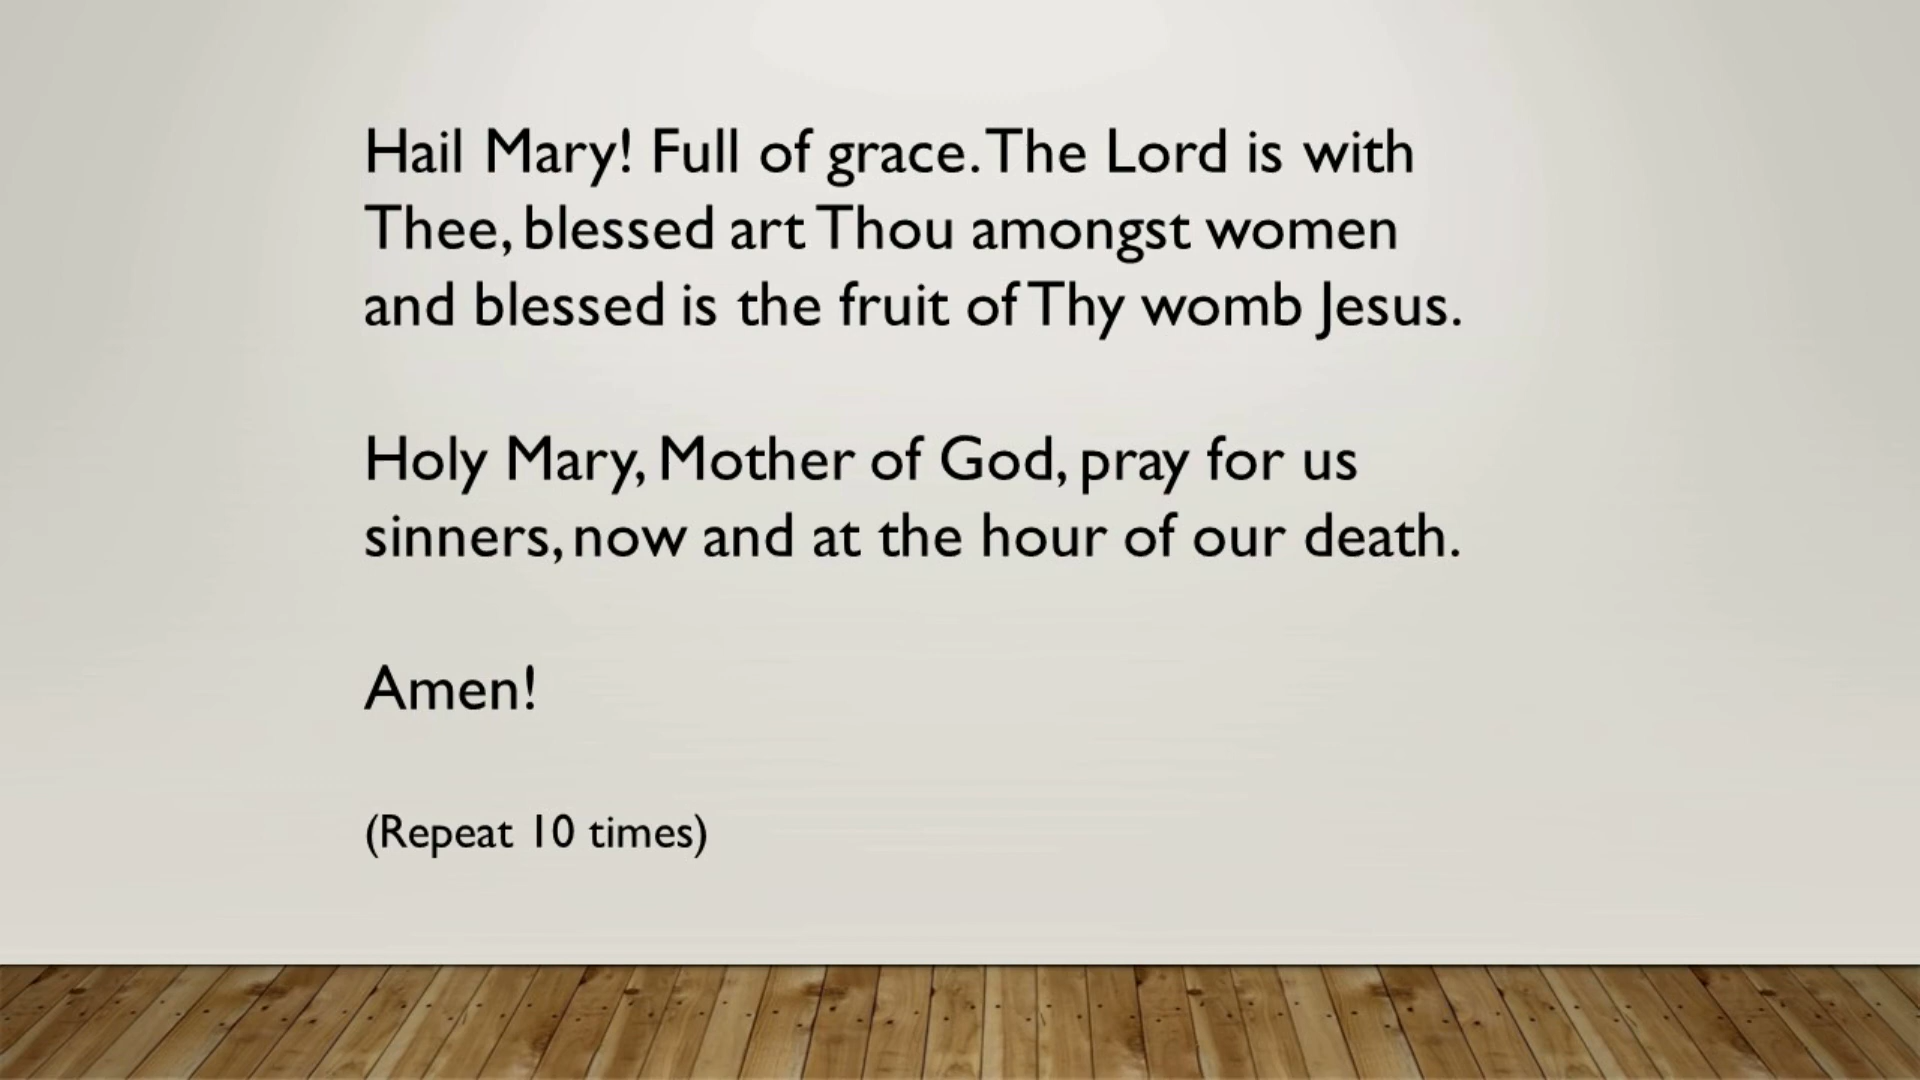 Hail Mary! Full of grace. The Lord is with
Thee, blessed art Thou amongst women
and blessed is the fruit of Thy womb Jesus.
Holy Mary, Mother of God, pray for us
sinners, now and at the hour of our death.
Amen!
(Repeat 10 times)